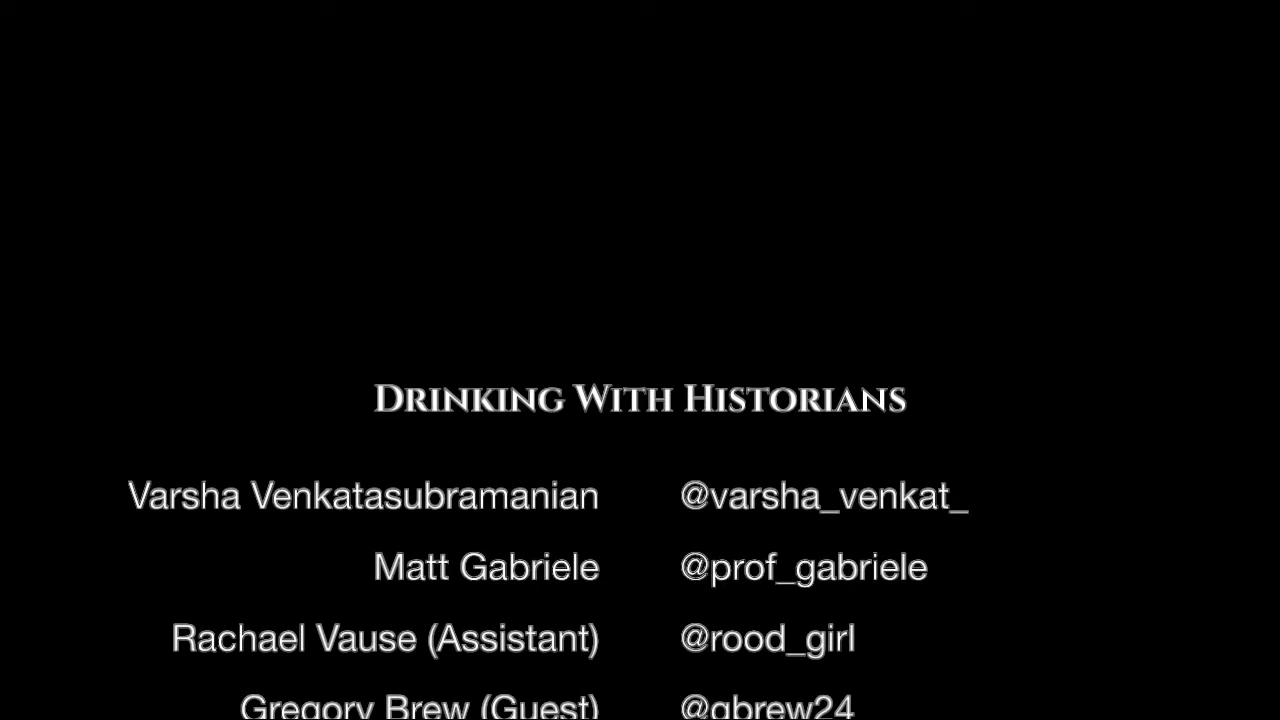 Drinking With Historians
Varsha Venkatasubramanian @varsha_venkat_
Matt Gabriele @prof_gabriele
Rachael Vause (Assistant) @rood_girl
Gregory Brew (Guest) @gbrew24